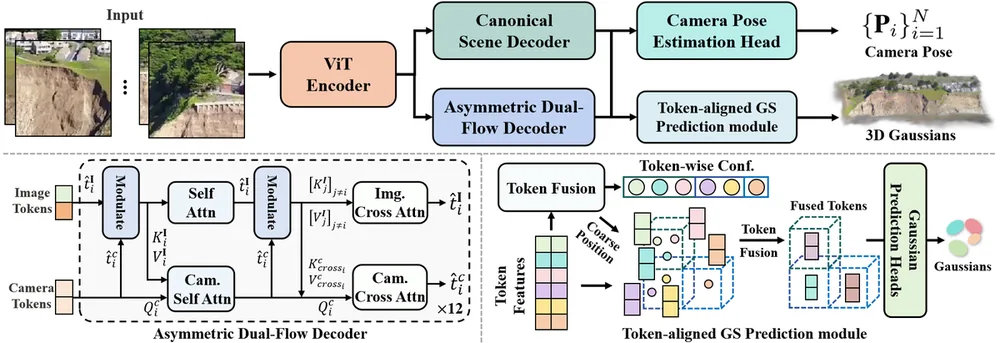 Input
...
ViT
Encoder
Canonical
Scene Decoder
Asymmetric Dual-
Flow Decoder
Camera Pose
Estimation Head
Token-aligned GS
Prediction module
{P_i}_{i=1}^N
Camera Pose
3D Gaussians
Image
Tokens
t̂_i^I
Modulate
Self
Attn
t̂_i^I
Modulate
[K_j^I]_{j≠i}
[V_j^I]_{j≠i}
Img.
Cross Attn
t̂_i^I
K_i^I
V_i^I
t̂_i^c
t̂_i^c
K_{cross_i}^c
V_{cross_i}^c
Camera
Tokens
Q_i^c
Cam.
Self Attn
Q_i^c
Cam.
Cross Attn
t̂_i^c
×12
Asymmetric Dual-Flow Decoder
Token Fusion
Token-wise Conf.
Coarse
Position
Token
Features
Token
Fusion
Fused Tokens
Gaussian
Prediction Heads
Gaussians
Token-aligned GS Prediction module